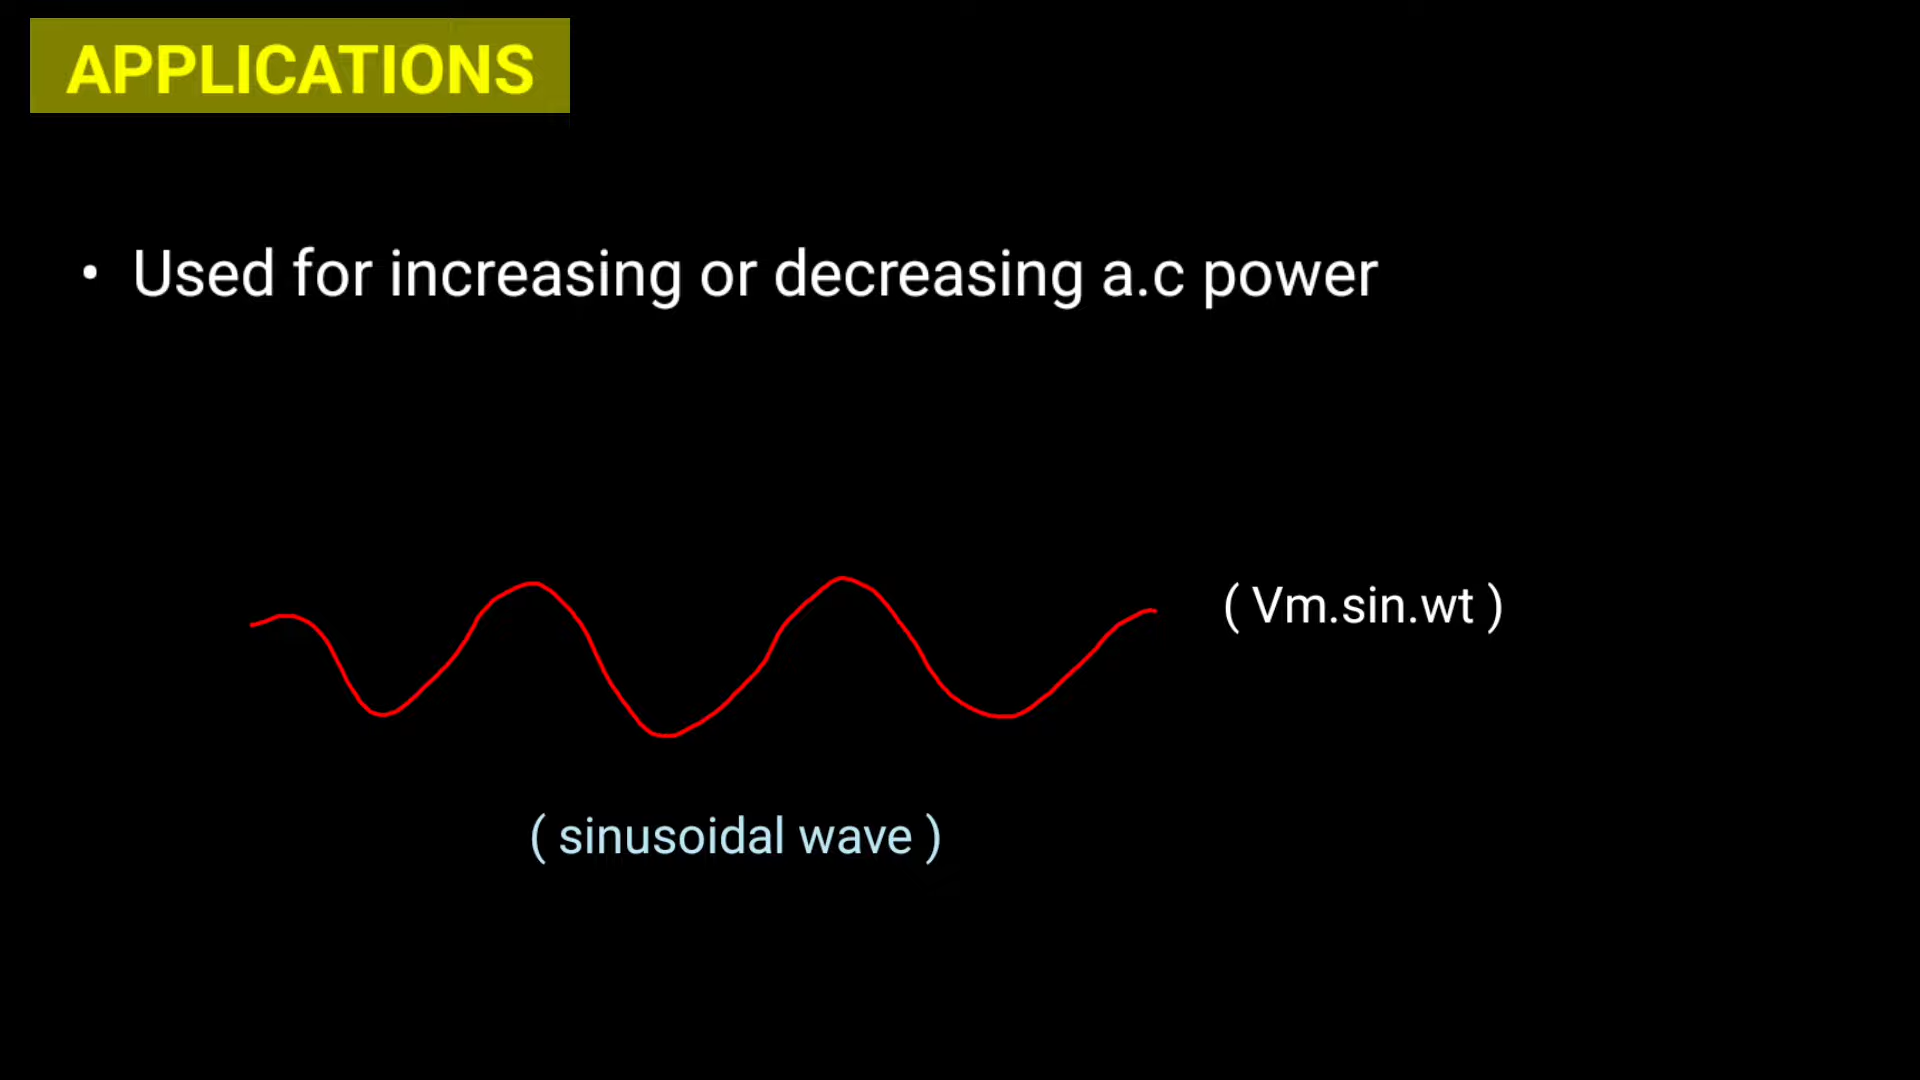 APPLICATIONS
• Used for increasing or decreasing a.c power
( Vm.sin.wt )
( sinusoidal wave )